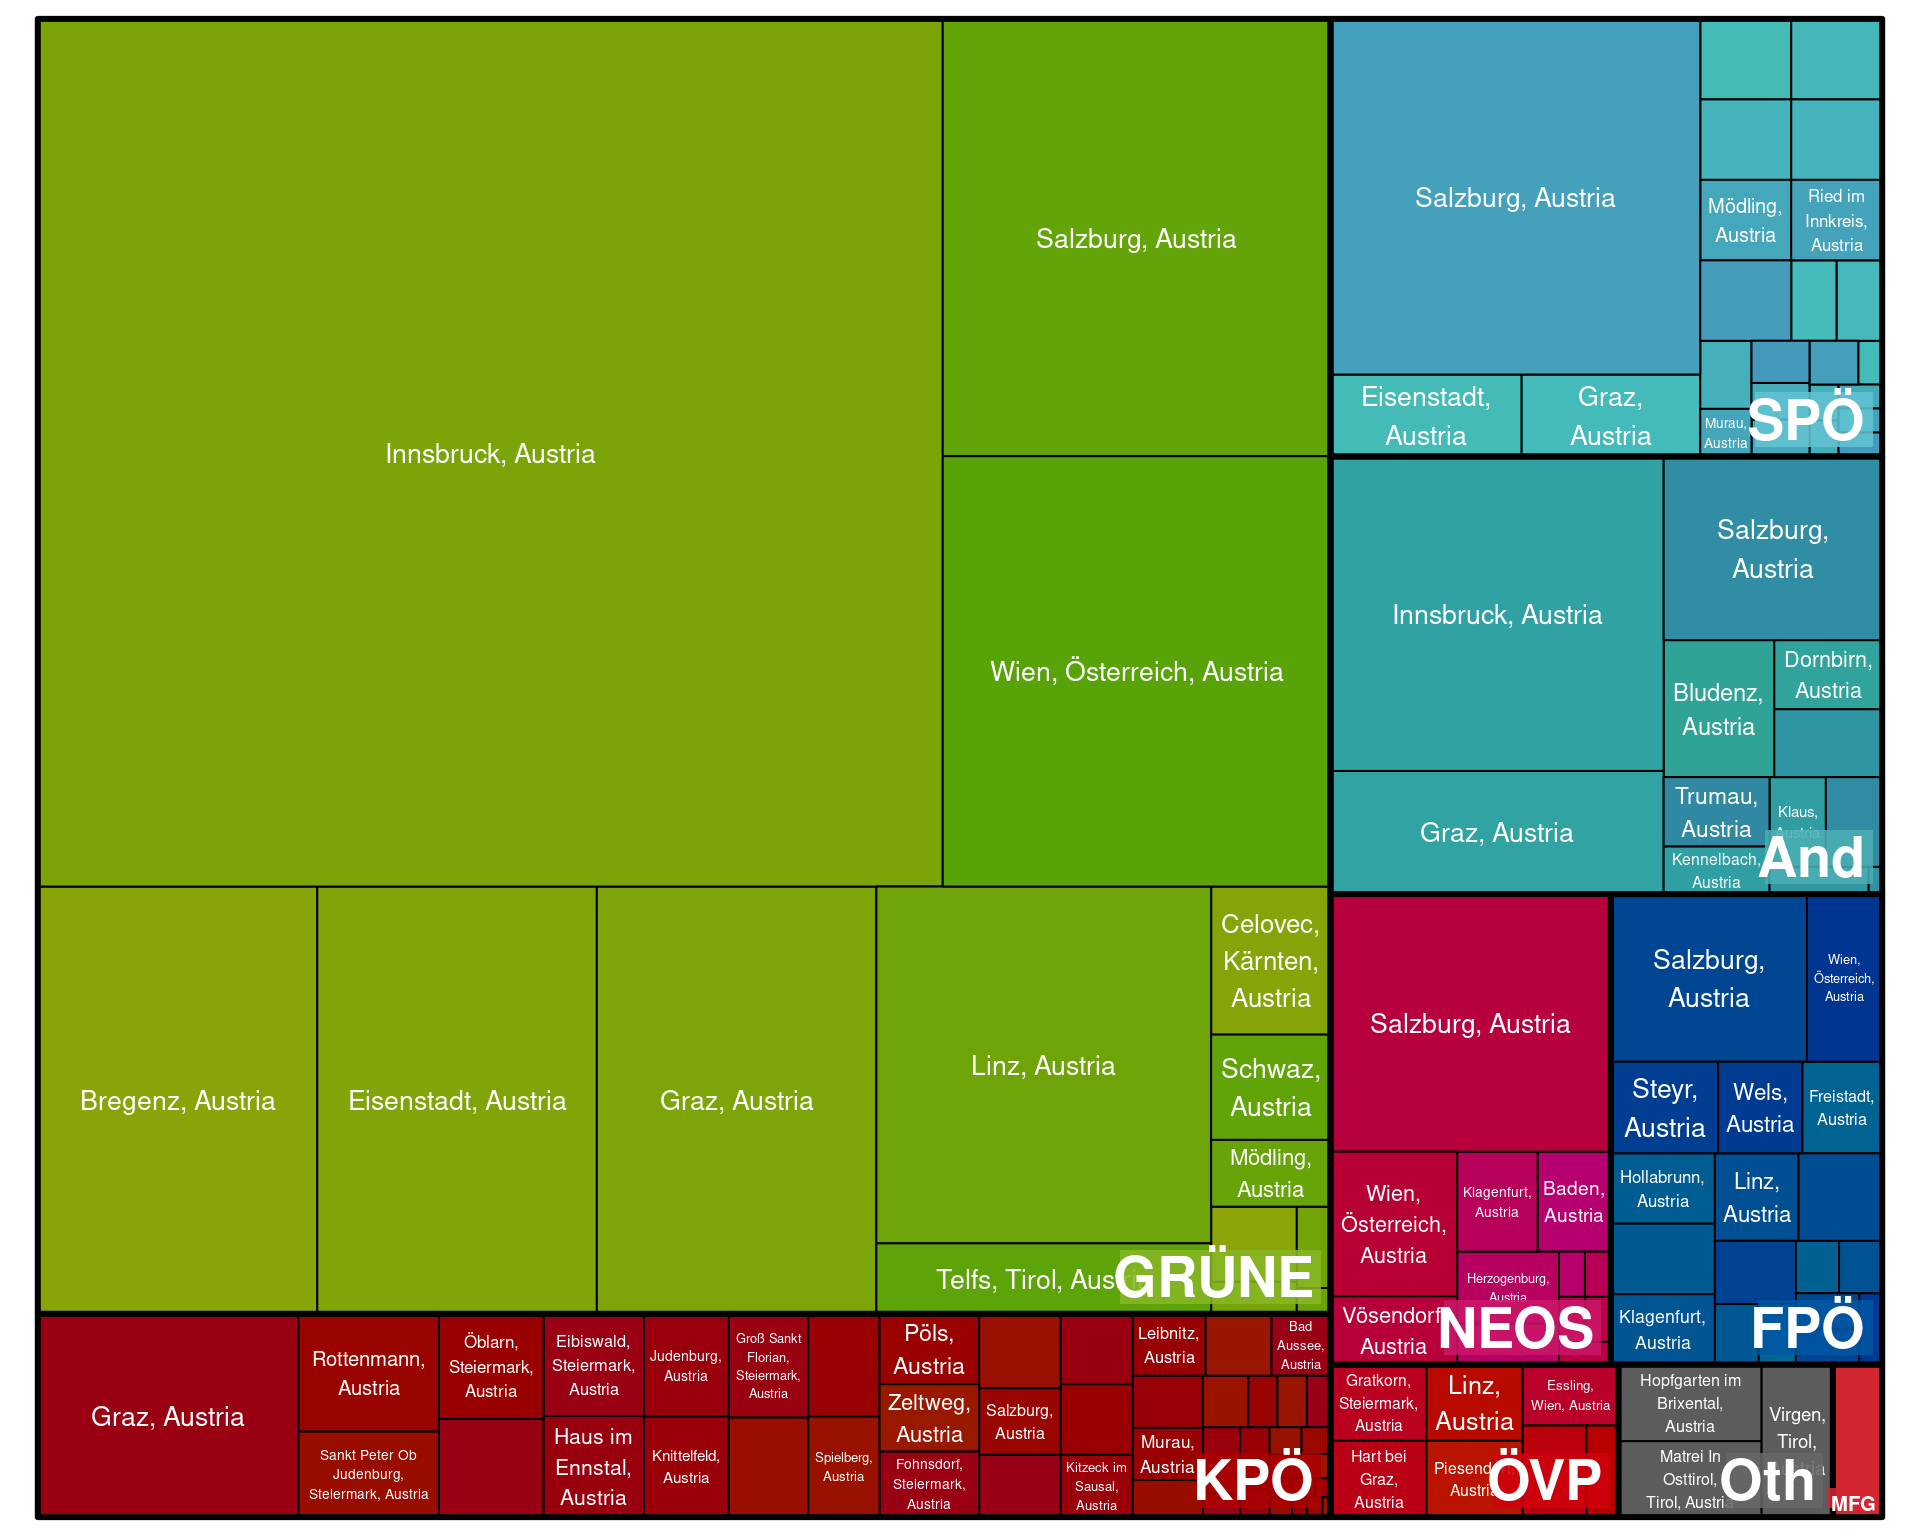 Innsbruck, Austria
Salzburg, Austria
Wien, Österreich, Austria
Bregenz, Austria
Eisenstadt, Austria
Graz, Austria
Linz, Austria
Celovec,
Kärnten,
Austria
Schwaz,
Austria
Mödling,
Austria
Telfs, Tirol, Aus
GRÜNE
Salzburg, Austria
Mödling,
Austria
Ried im
Innkreis,
Austria
Eisenstadt,
Austria
Graz,
Austria
Murau,
Austria
SPÖ
Innsbruck, Austria
Salzburg,
Austria
Bludenz,
Austria
Dornbirn,
Austria
Graz, Austria
Trumau,
Austria
Klaus,
Austria
Kennelbach,
Austria
And
Salzburg, Austria
Wien,
Österreich,
Austria
Klagenfurt,
Austria
Baden,
Austria
Herzogenburg,
Austria
Vösendorf
Austria
NEOS
Salzburg,
Austria
Wien,
Österreich,
Austria
Steyr,
Austria
Wels,
Austria
Freistadt,
Austria
Hollabrunn,
Austria
Linz,
Austria
Klagenfurt,
Austria
FPÖ
Graz, Austria
Rottenmann,
Austria
Sankt Peter Ob
Judenburg,
Steiermark, Austria
Öblarn,
Steiermark,
Austria
Eibiswald,
Steiermark,
Austria
Haus im
Ennstal,
Austria
Judenburg,
Austria
Knittelfeld,
Austria
Groß Sankt
Florian,
Steiermark,
Austria
Spielberg,
Austria
Pöls,
Austria
Zeltweg,
Austria
Fohnsdorf,
Steiermark,
Austria
Salzburg,
Austria
Kitzeck im
Sausal,
Austria
Leibnitz,
Austria
Bad
Aussee,
Austria
Murau,
Austria
KPÖ
Gratkorn,
Steiermark,
Austria
Linz,
Austria
Essling,
Wien, Austria
Hart bei
Graz,
Austria
Piesendorf,
Austria
ÖVP
Hopfgarten im
Brixental,
Austria
Matrei In
Osttirol,
Tirol, Austria
Virgen,
Tirol,
Austria
Oth
MFG